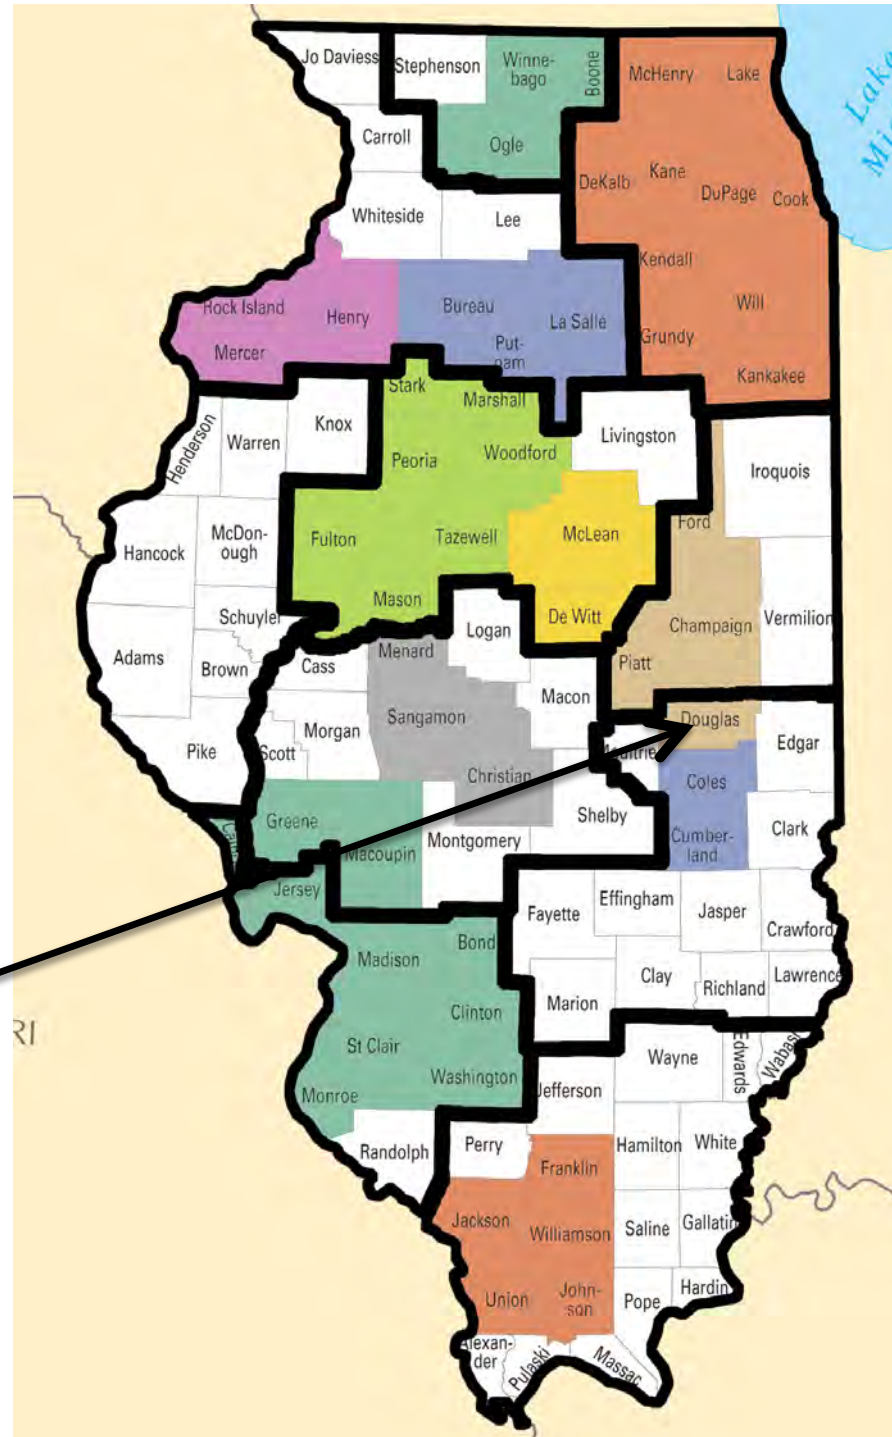 Jo Daviess
Stephenson
Winne-
bago
Boone
McHenry
Lake
Lake
Carroll
Ogle
DeKalb
Kane
DuPage
Cook
Whiteside
Lee
Kendall
Rock Island
Henry
Bureau
La Salle
Will
Mercer
Put-
nam
Grundy
Kankakee
Stark
Marshall
Henderson
Warren
Knox
Peoria
Woodford
Livingston
Iroquois
Hancock
McDon-
ough
Fulton
Tazewell
McLean
Ford
Mason
De Witt
Schuyler
Logan
Champaign
Vermilion
Adams
Brown
Cass
Menard
Piatt
Macon
Pike
Scott
Morgan
Sangamon
Douglas
Edgar
Christian
Coles
Greene
Shelby
Clark
Macoupin
Montgomery
Cumber-
land
Jersey
Fayette
Effingham
Jasper
Crawford
Madison
Bond
Clay
Richland
Lawrence
Clinton
Marion
RI
St Clair
Wayne
Edwards
Monroe
Washington
Jefferson
Randolph
Perry
Hamilton
White
Franklin
Jackson
Williamson
Saline
Gallatin
Union
John-
son
Pope
Hardin
Alexan-
der
Pulaski
Massac